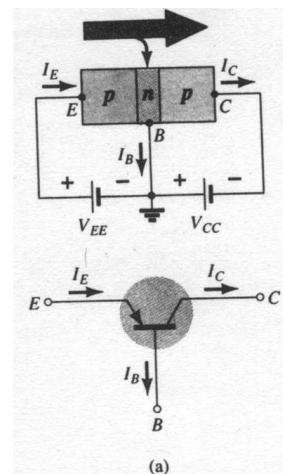 I_E I_C
E p n p C
B
I_B
+ − + −
V_EE V_CC
I_E I_C
E C
I_B
B
(a)